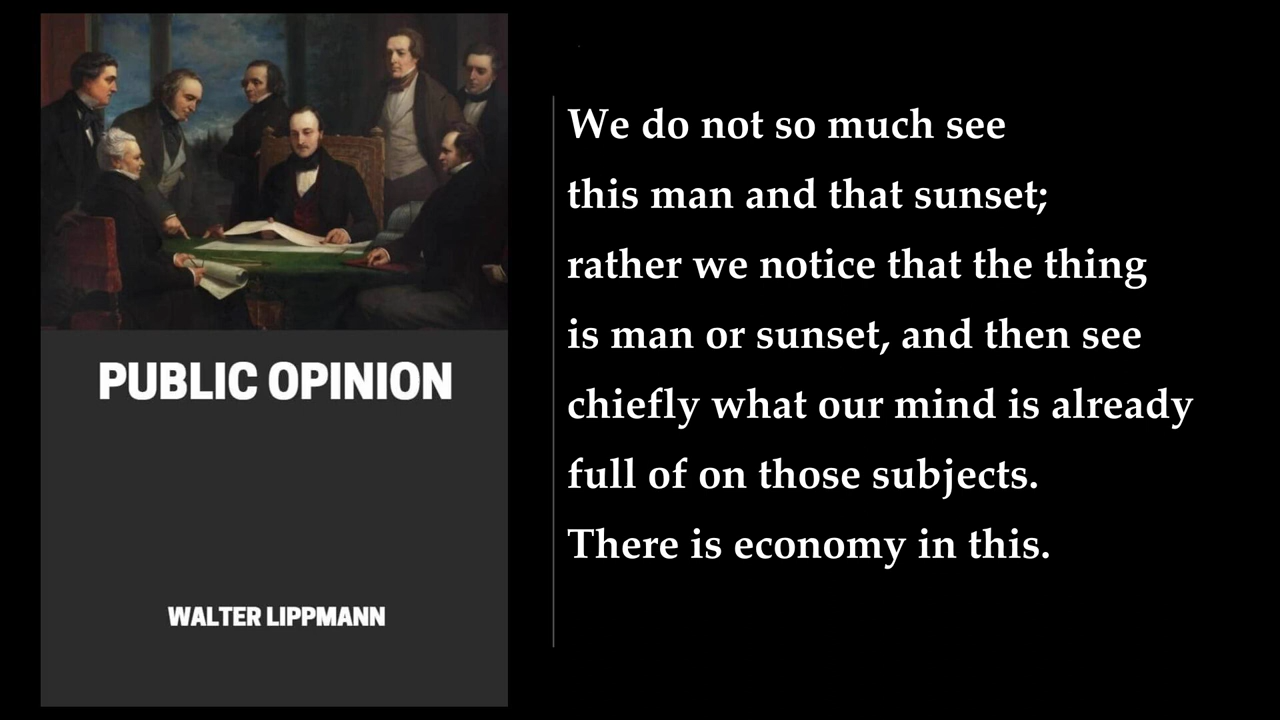 PUBLIC OPINION
WALTER LIPPMANN
We do not so much see
this man and that sunset;
rather we notice that the thing
is man or sunset, and then see
chiefly what our mind is already
full of on those subjects.
There is economy in this.